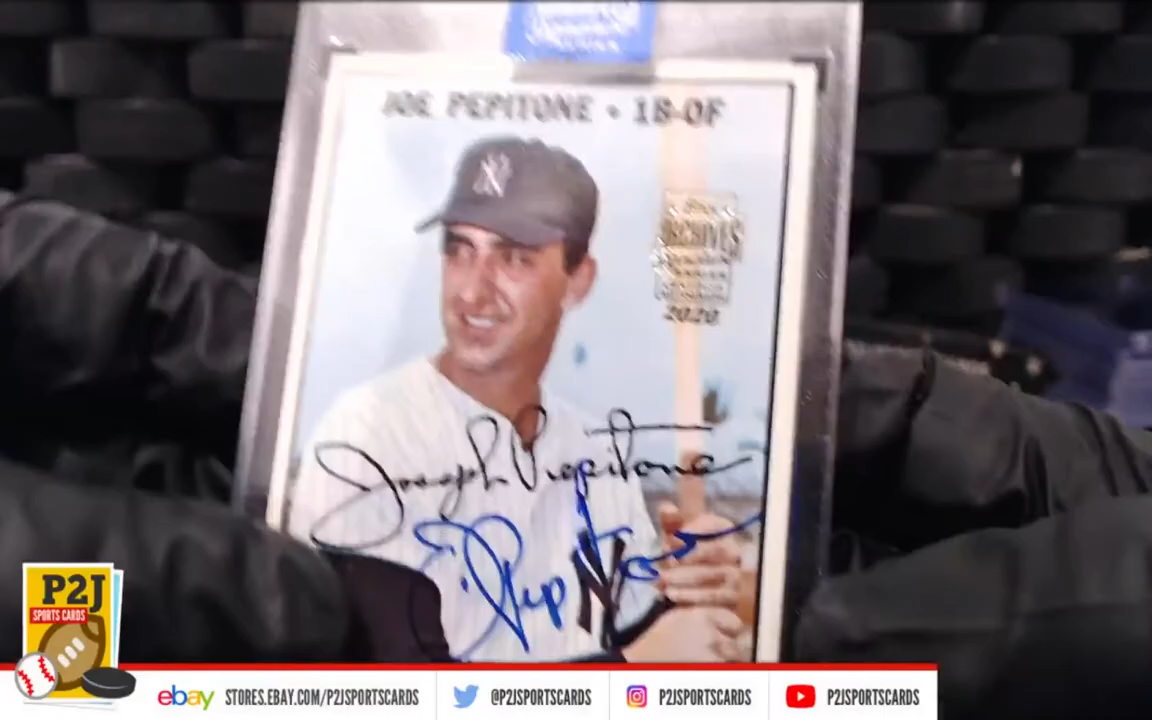 JOE PEPITONE • 1B-OF
NY
ARCHIVES
2020
Joseph Pepitone
P2J
SPORTS CARDS
ebay STORES.EBAY.COM/P2JSPORTSCARDS
@P2JSPORTSCARDS
P2JSPORTSCARDS
P2JSPORTSCARDS